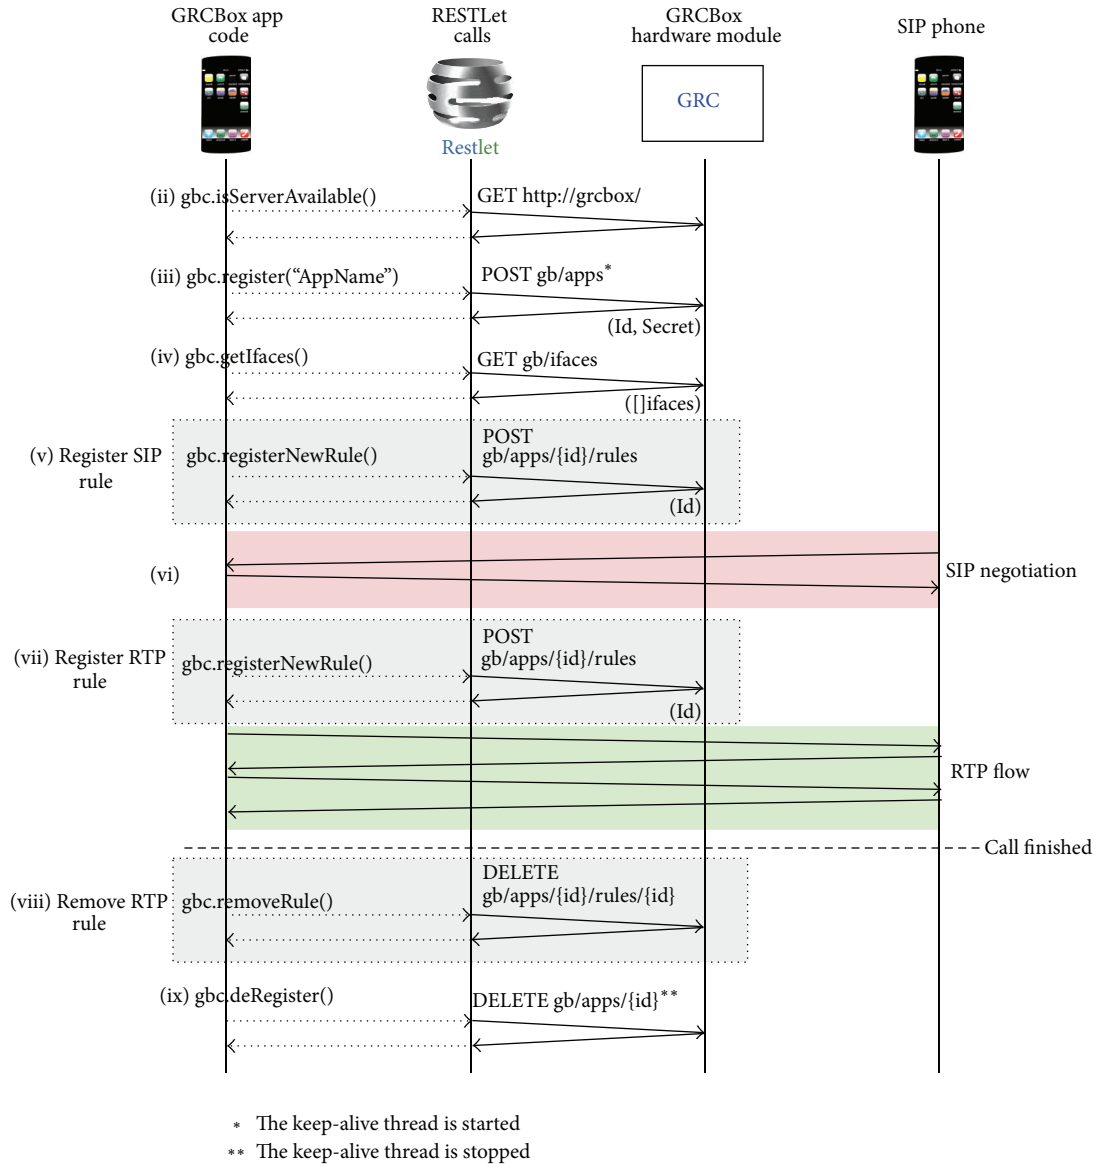 GRCBox app
code
RESTLet
calls
GRCBox
hardware module
SIP phone
GRC
Restlet
(ii) gbc.isServerAvailable()
GET http://grcbox/
(iii) gbc.register(“AppName”)
POST gb/apps*
(Id, Secret)
(iv) gbc.getIfaces()
GET gb/ifaces
([]ifaces)
(v) Register SIP
rule
gbc.registerNewRule()
POST
gb/apps/{id}/rules
(Id)
(vi)
SIP negotiation
(vii) Register RTP
rule
gbc.registerNewRule()
POST
gb/apps/{id}/rules
(Id)
RTP flow
Call finished
(viii) Remove RTP
rule
gbc.removeRule()
DELETE
gb/apps/{id}/rules/{id}
(ix) gbc.deRegister()
DELETE gb/apps/{id}**
* The keep-alive thread is started
** The keep-alive thread is stopped